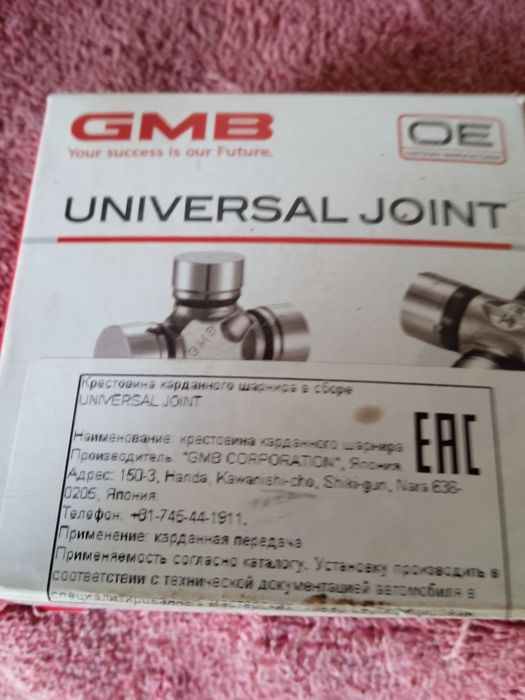 GMB
OE
Your success is our Future.
UNIVERSAL JOINT
GMB
Крестовина карданного шарнира в сборе
UNIVERSAL JOINT
EAC
Наименование: крестовина карданного шарнира
Производитель: "GMB CORPORATION", Япония.
Адрес: 150-3, Handa, Kawanishi-cho, Shiki-gun, Nara 636-
0205, Япония.
Телефон: +81-745-44-1911.
Применение: карданная передача
Применяемость согласно каталогу. Установку производить в
соответствии с технической документацией автомобиля в